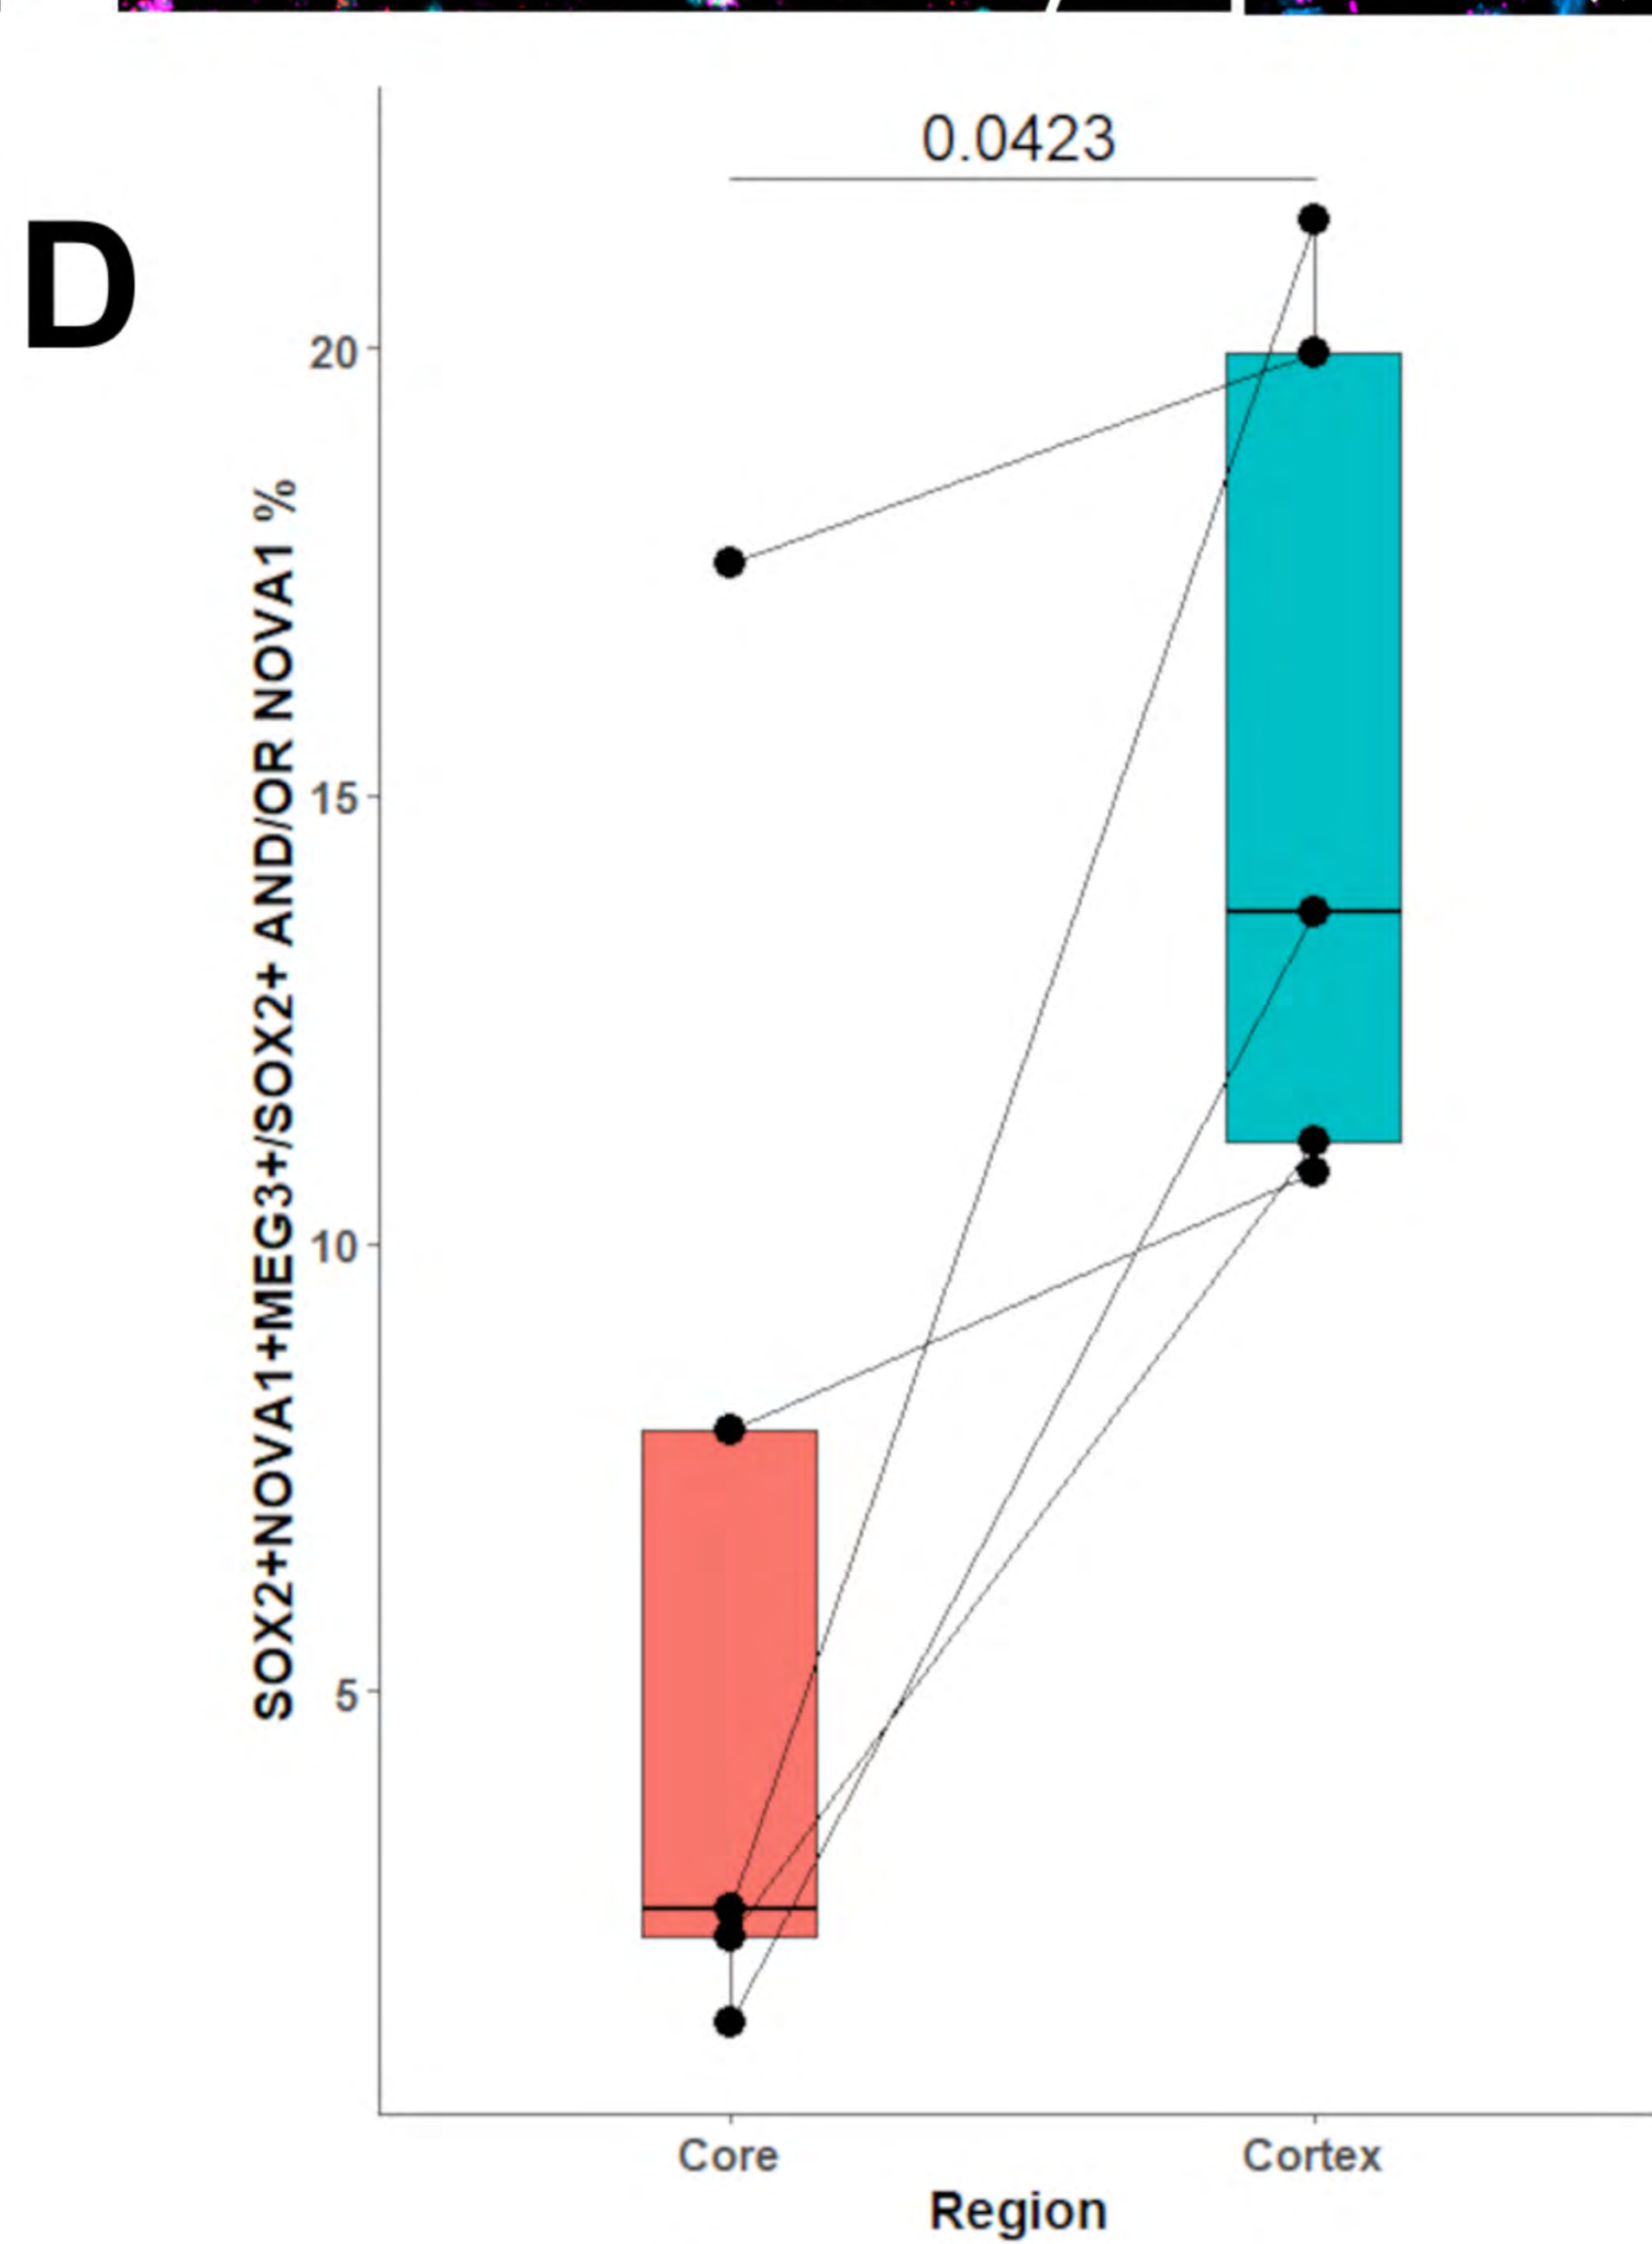 D
0.0423
SOX2+NOVA1+MEG3+/SOX2+ AND/OR NOVA1 %
20
15
10
5
Core
Cortex
Region